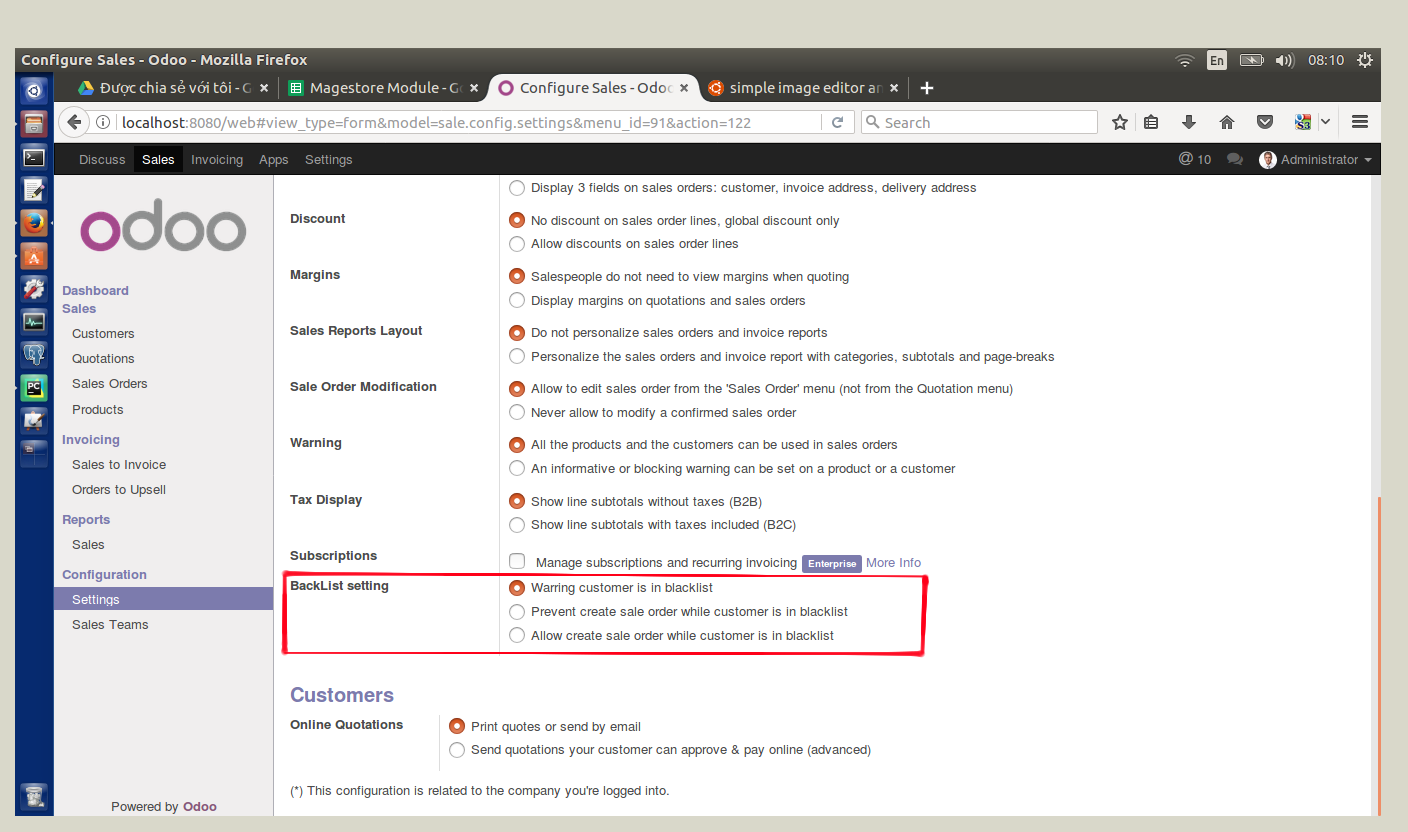 Configure Sales - Odoo - Mozilla Firefox
En
08:10
Được chia sẻ với tôi - G
Magestore Module - G
Configure Sales - Odoo
simple image editor an
localhost:8080/web#view_type=form&model=sale.config.settings&menu_id=91&action=122
Search
Discuss Sales Invoicing Apps Settings
@ 10
Administrator
odoo
Dashboard
Sales
Customers
Quotations
Sales Orders
Products
Invoicing
Sales to Invoice
Orders to Upsell
Reports
Sales
Configuration
Settings
Sales Teams
Powered by Odoo
Display 3 fields on sales orders: customer, invoice address, delivery address
Discount
No discount on sales order lines, global discount only
Allow discounts on sales order lines
Margins
Salespeople do not need to view margins when quoting
Display margins on quotations and sales orders
Sales Reports Layout
Do not personalize sales orders and invoice reports
Personalize the sales orders and invoice report with categories, subtotals and page-breaks
Sale Order Modification
Allow to edit sales order from the 'Sales Order' menu (not from the Quotation menu)
Never allow to modify a confirmed sales order
Warning
All the products and the customers can be used in sales orders
An informative or blocking warning can be set on a product or a customer
Tax Display
Show line subtotals without taxes (B2B)
Show line subtotals with taxes included (B2C)
Subscriptions
Manage subscriptions and recurring invoicing Enterprise More Info
BackList setting
Warring customer is in blacklist
Prevent create sale order while customer is in blacklist
Allow create sale order while customer is in blacklist
Customers
Online Quotations
Print quotes or send by email
Send quotations your customer can approve & pay online (advanced)
(*) This configuration is related to the company you're logged into.